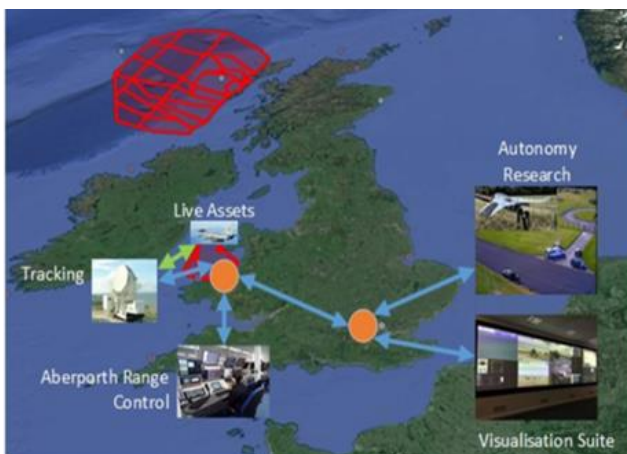 Autonomy
Research
Live Assets
Tracking
Aberporth Range
Control
Visualisation Suite